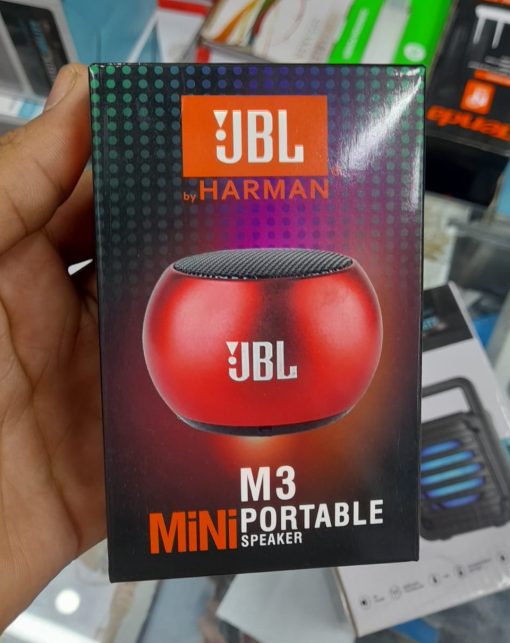 JBL
by HARMAN
JBL
M3
MiNi PORTABLE
SPEAKER